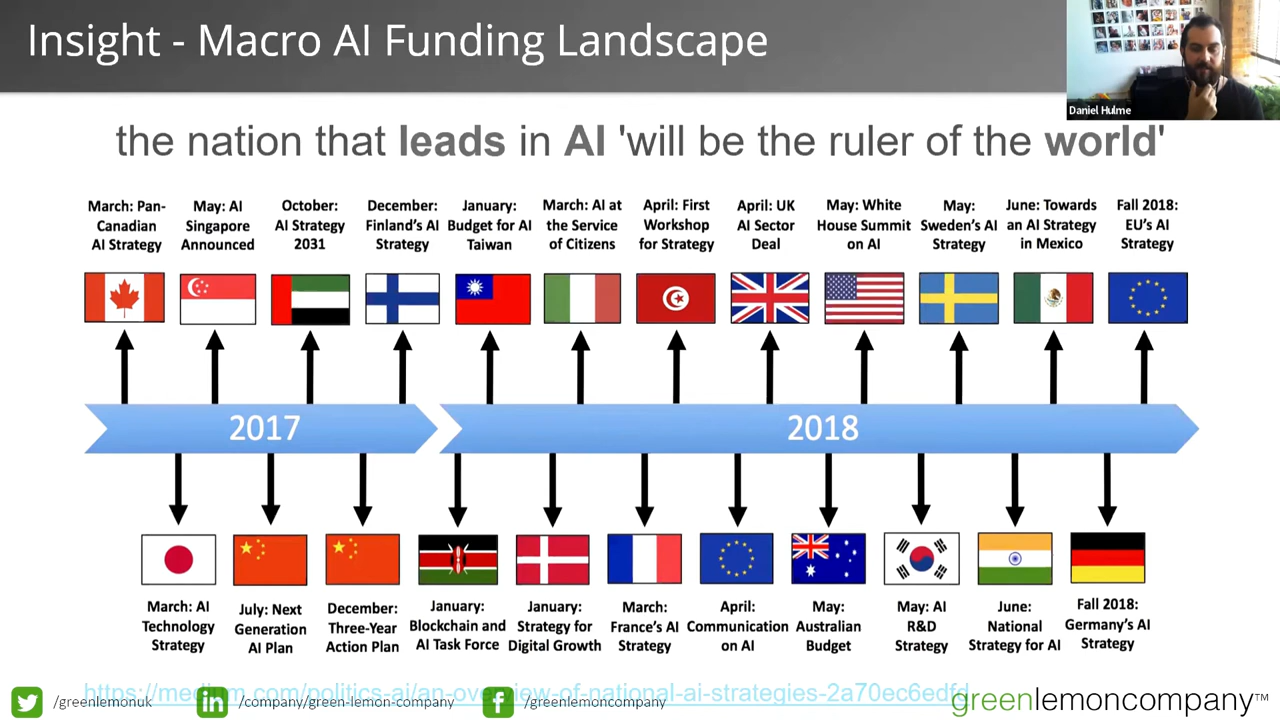 Insight - Macro AI Funding Landscape
Daniel Hulme
the nation that leads in AI 'will be the ruler of the world'
March: Pan-
Canadian
AI Strategy
May: AI
Singapore
Announced
October:
AI Strategy
2031
December:
Finland's AI
Strategy
January:
Budget for AI
Taiwan
March: AI at
the Service
of Citizens
April: First
Workshop
for Strategy
April: UK
AI Sector
Deal
May: White
House Summit
on AI
May:
Sweden's AI
Strategy
June: Towards
an AI Strategy
in Mexico
Fall 2018:
EU's AI
Strategy
2017
2018
March: AI
Technology
Strategy
July: Next
Generation
AI Plan
December:
Three-Year
Action Plan
January:
Blockchain and
AI Task Force
January:
Strategy for
Digital Growth
March:
France's AI
Strategy
April:
Communication
on AI
May:
Australian
Budget
May: AI
R&D
Strategy
June:
National
Strategy for AI
Fall 2018:
Germany's AI
Strategy
https://medium.com/politics-ai/an-overview-of-national-ai-strategies-2a70ec6edfd
/greenlemonuk
/company/green-lemon-company
/greenlemoncompany
greenlemoncompany™